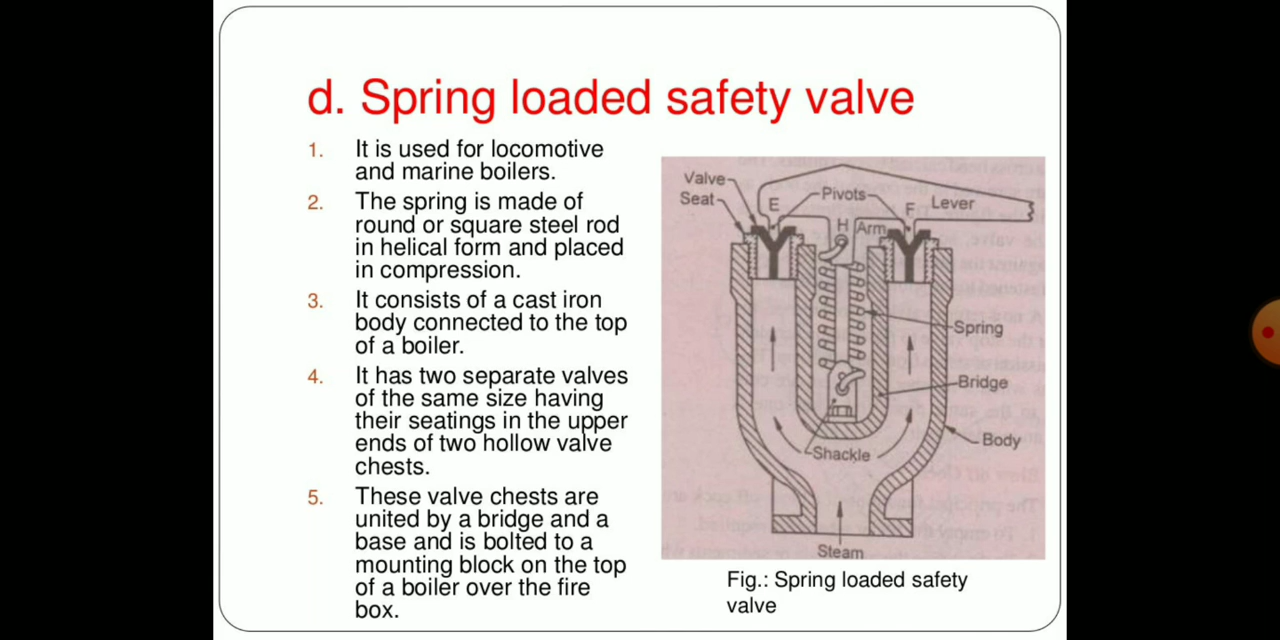 d. Spring loaded safety valve
1. It is used for locomotive
and marine boilers.
2. The spring is made of
round or square steel rod
in helical form and placed
in compression.
3. It consists of a cast iron
body connected to the top
of a boiler.
4. It has two separate valves
of the same size having
their seatings in the upper
ends of two hollow valve
chests.
5. These valve chests are
united by a bridge and a
base and is bolted to a
mounting block on the top
of a boiler over the fire
box.
Valve
Seat
E
Pivots
F
Lever
H
Arm
Spring
Bridge
Body
Shackle
Steam
Fig.: Spring loaded safety
valve